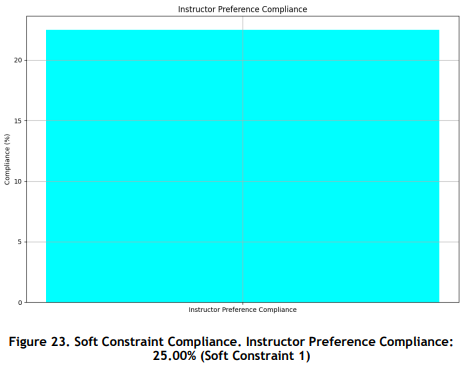 Instructor Preference Compliance
20
15
10
5
0
Compliance (%)
Instructor Preference Compliance
Figure 23. Soft Constraint Compliance. Instructor Preference Compliance:
25.00% (Soft Constraint 1)